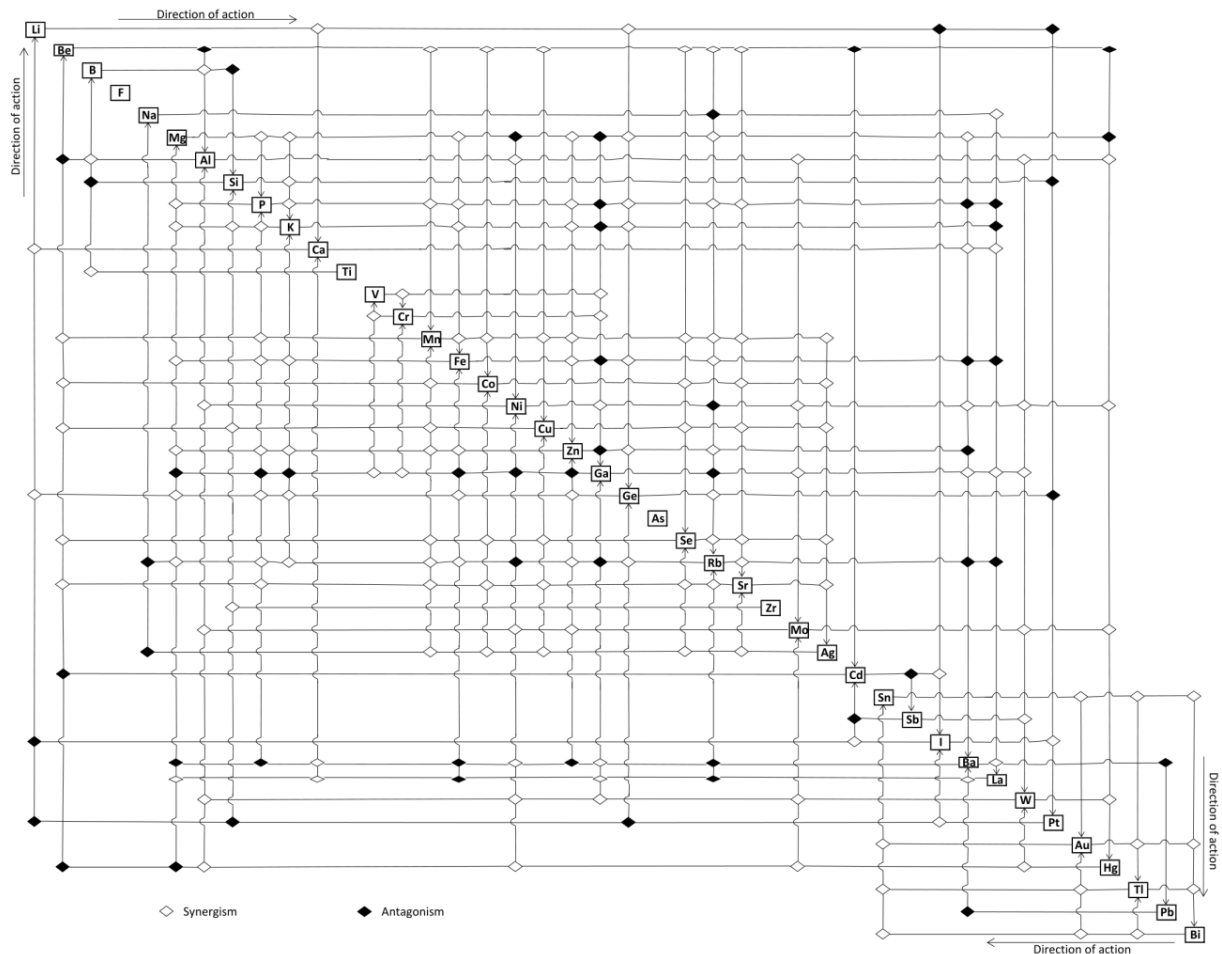 Direction of action
Li
Be
B
F
Na
Mg
Direction of action
Al
Si
P
K
Ca
Ti
V
Cr
Mn
Fe
Co
Ni
Cu
Zn
Ga
Ge
As
Se
Rb
Sr
Zr
Mo
Ag
Cd
Sn
Sb
I
Ba
La
W
Pt
Au
Direction of action
Hg
Tl
Synergism
Antagonism
Pb
Bi
Direction of action